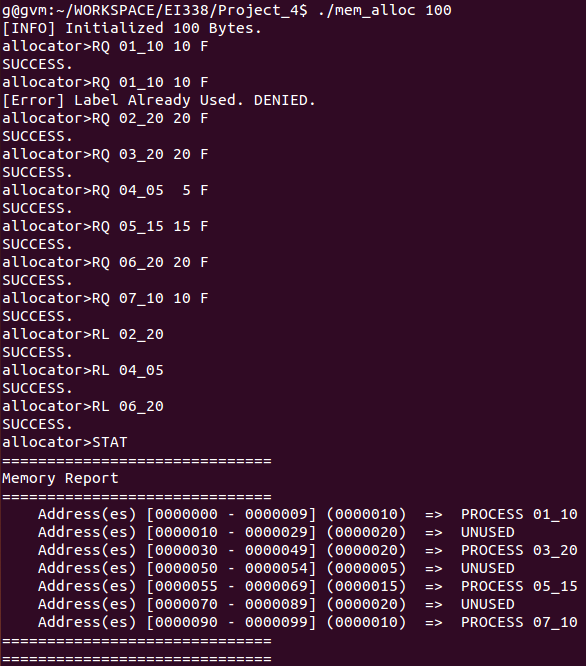 g@gvm:~/WORKSPACE/EI338/Project_4$ ./mem_alloc 100
[INFO] Initialized 100 Bytes.
allocator>RQ 01_10 10 F
SUCCESS.
allocator>RQ 01_10 10 F
[Error] Label Already Used. DENIED.
allocator>RQ 02_20 20 F
SUCCESS.
allocator>RQ 03_20 20 F
SUCCESS.
allocator>RQ 04_05  5 F
SUCCESS.
allocator>RQ 05_15 15 F
SUCCESS.
allocator>RQ 06_20 20 F
SUCCESS.
allocator>RQ 07_10 10 F
SUCCESS.
allocator>RL 02_20
SUCCESS.
allocator>RL 04_05
SUCCESS.
allocator>RL 06_20
SUCCESS.
allocator>STAT
==============================
Memory Report
==============================
    Address(es) [0000000 - 0000009] (0000010)  =>  PROCESS 01_10
    Address(es) [0000010 - 0000029] (0000020)  =>  UNUSED
    Address(es) [0000030 - 0000049] (0000020)  =>  PROCESS 03_20
    Address(es) [0000050 - 0000054] (0000005)  =>  UNUSED
    Address(es) [0000055 - 0000069] (0000015)  =>  PROCESS 05_15
    Address(es) [0000070 - 0000089] (0000020)  =>  UNUSED
    Address(es) [0000090 - 0000099] (0000010)  =>  PROCESS 07_10
==============================
==============================